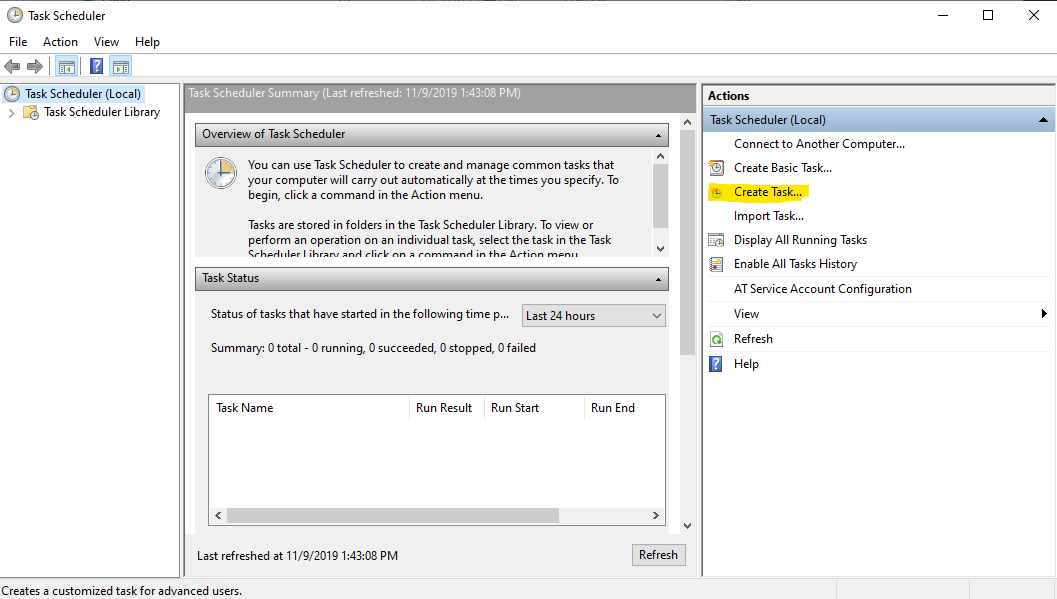 Task Scheduler
File Action View Help
Task Scheduler (Local)
Task Scheduler Library
Task Scheduler Summary (Last refreshed: 11/9/2019 1:43:08 PM)
Overview of Task Scheduler
You can use Task Scheduler to create and manage common tasks that
your computer will carry out automatically at the times you specify. To
begin, click a command in the Action menu.
Tasks are stored in folders in the Task Scheduler Library. To view or
perform an operation on an individual task, select the task in the Task
Scheduler Library and click on a command in the Action menu
Task Status
Status of tasks that have started in the following time p...
Last 24 hours
Summary: 0 total - 0 running, 0 succeeded, 0 stopped, 0 failed
Task Name Run Result Run Start Run End
Last refreshed at 11/9/2019 1:43:08 PM
Refresh
Actions
Task Scheduler (Local)
Connect to Another Computer...
Create Basic Task...
Create Task...
Import Task...
Display All Running Tasks
Enable All Tasks History
AT Service Account Configuration
View
Refresh
Help
Creates a customized task for advanced users.